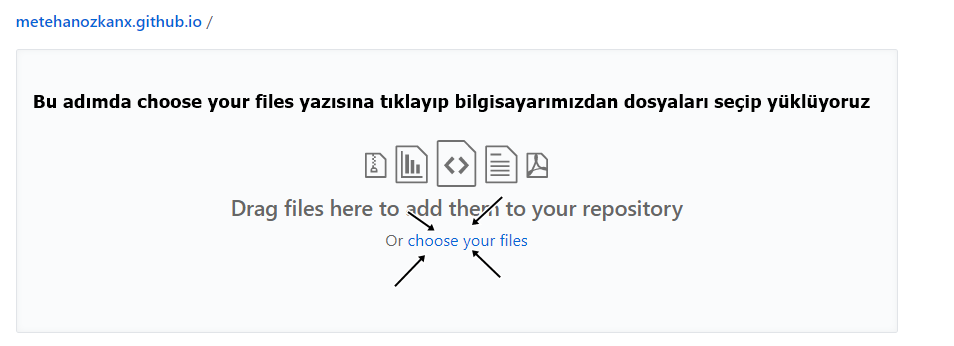 metehanozkanx.github.io /
Bu adımda choose your files yazısına tıklayıp bilgisayarımızdan dosyaları seçip yüklüyoruz
Drag files here to add them to your repository
Or choose your files